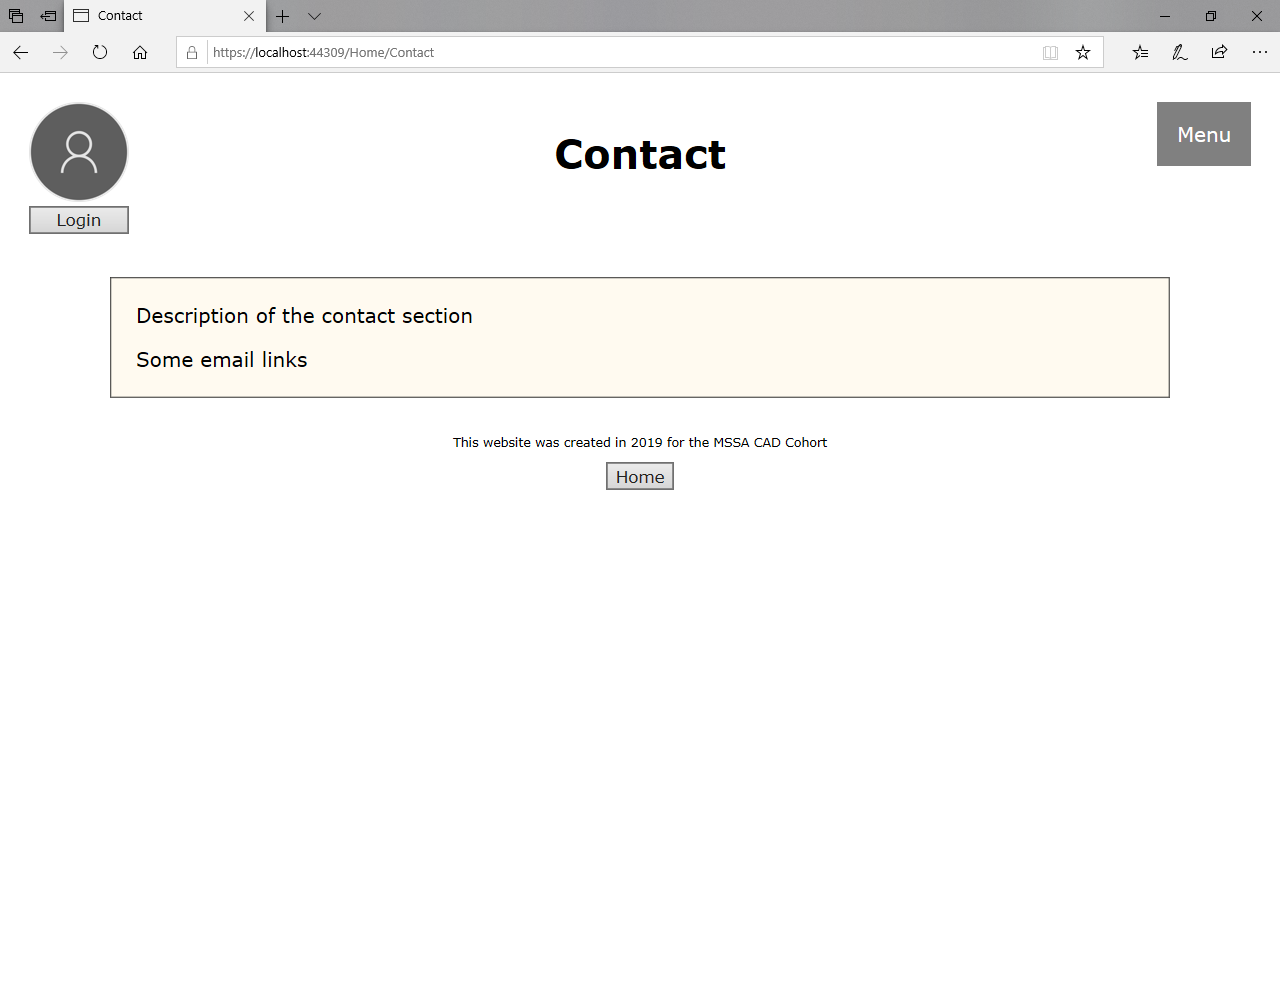 Contact
https://localhost:44309/Home/Contact
Contact
Menu
Login
Description of the contact section
Some email links
This website was created in 2019 for the MSSA CAD Cohort
Home